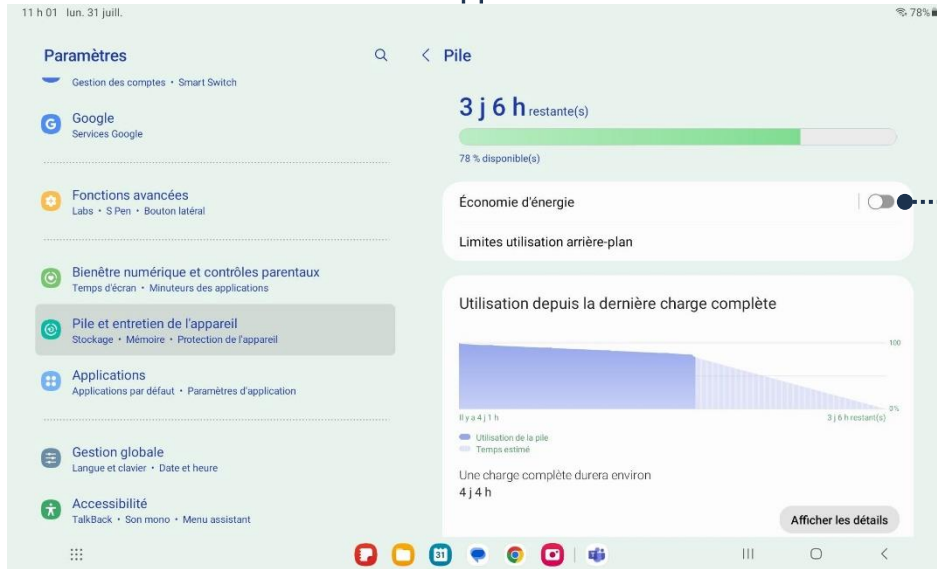 11 h 01 lun. 31 juill.
78%
Paramètres
Gestion des comptes • Smart Switch
Google
Services Google
Fonctions avancées
Labs • S Pen • Bouton latéral
Bienêtre numérique et contrôles parentaux
Temps d'écran • Minuteurs des applications
Pile et entretien de l'appareil
Stockage • Mémoire • Protection de l'appareil
Applications
Applications par défaut • Paramètres d'application
Gestion globale
Langue et clavier • Date et heure
Accessibilité
TalkBack • Son mono • Menu assistant
Pile
3 j 6 h restante(s)
78 % disponible(s)
Économie d'énergie
Limites utilisation arrière-plan
Utilisation depuis la dernière charge complète
100
0%
Il y a 4 j 1 h
3 j 6 h restant(s)
Utilisation de la pile
Temps estimé
Une charge complète durera environ
4 j 4 h
Afficher les détails
31